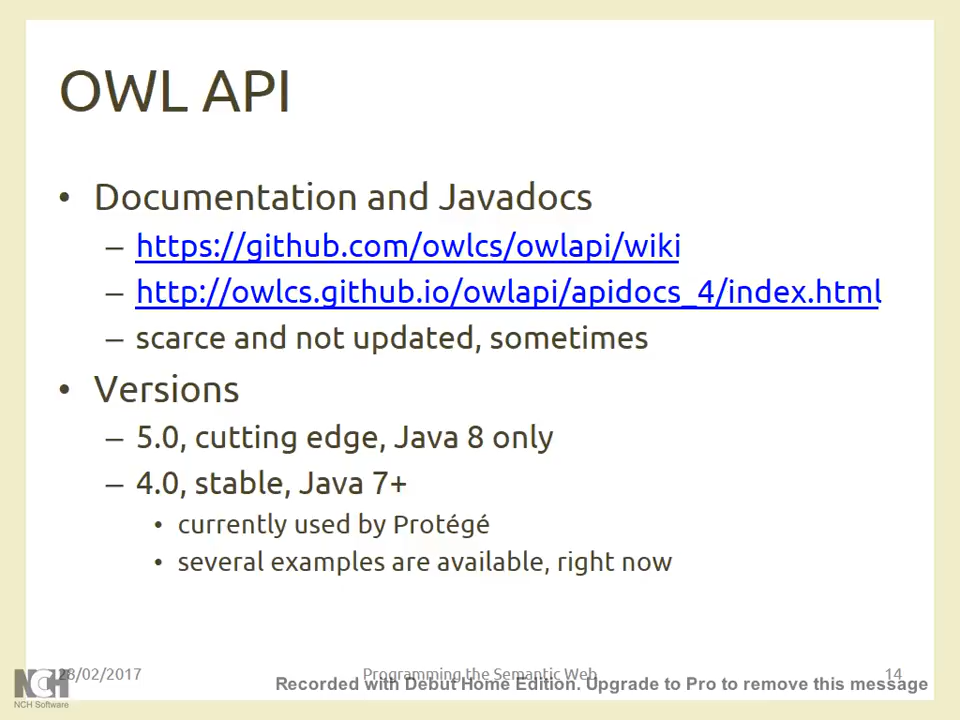 OWL API
• Documentation and Javadocs
– https://github.com/owlcs/owlapi/wiki
– http://owlcs.github.io/owlapi/apidocs_4/index.html
– scarce and not updated, sometimes
• Versions
– 5.0, cutting edge, Java 8 only
– 4.0, stable, Java 7+
• currently used by Protégé
• several examples are available, right now
28/02/2017
Programming the Semantic Web
14
Recorded with Debut Home Edition. Upgrade to Pro to remove this message
NCH
NCH Software